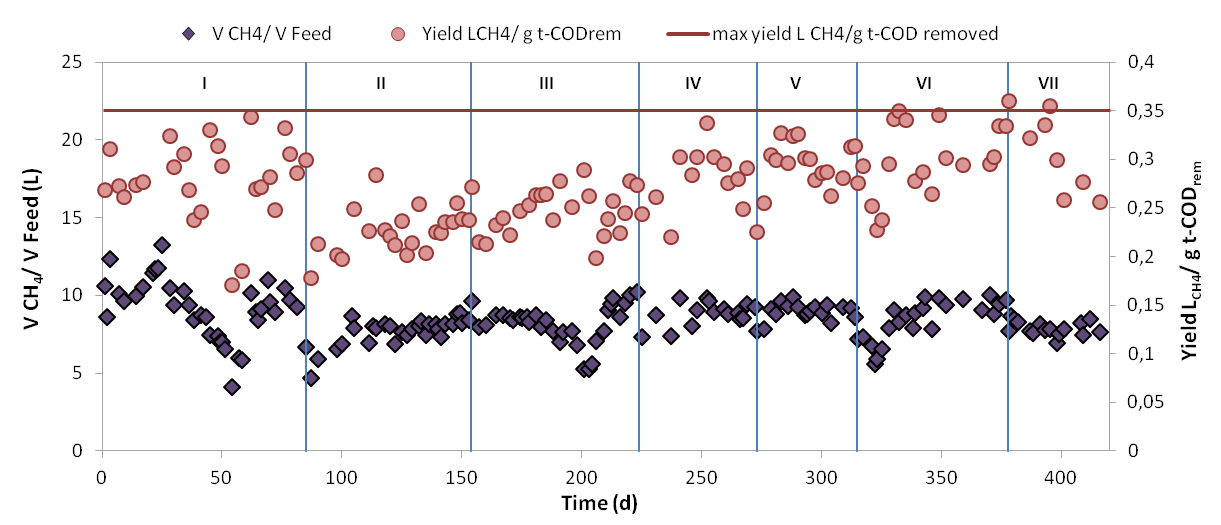 V CH4/ V Feed Yield LCH4/ g t-CODrem max yield L CH4/g t-COD removed
25
20
15
10
5
0
V CH4/ V Feed (L)
I II III IV V VI VII
0,4
0,35
0,3
0,25
0,2
0,15
0,1
0,05
0
Yield LCH4/ g t-CODrem
0 50 100 150 200 250 300 350 400
Time (d)